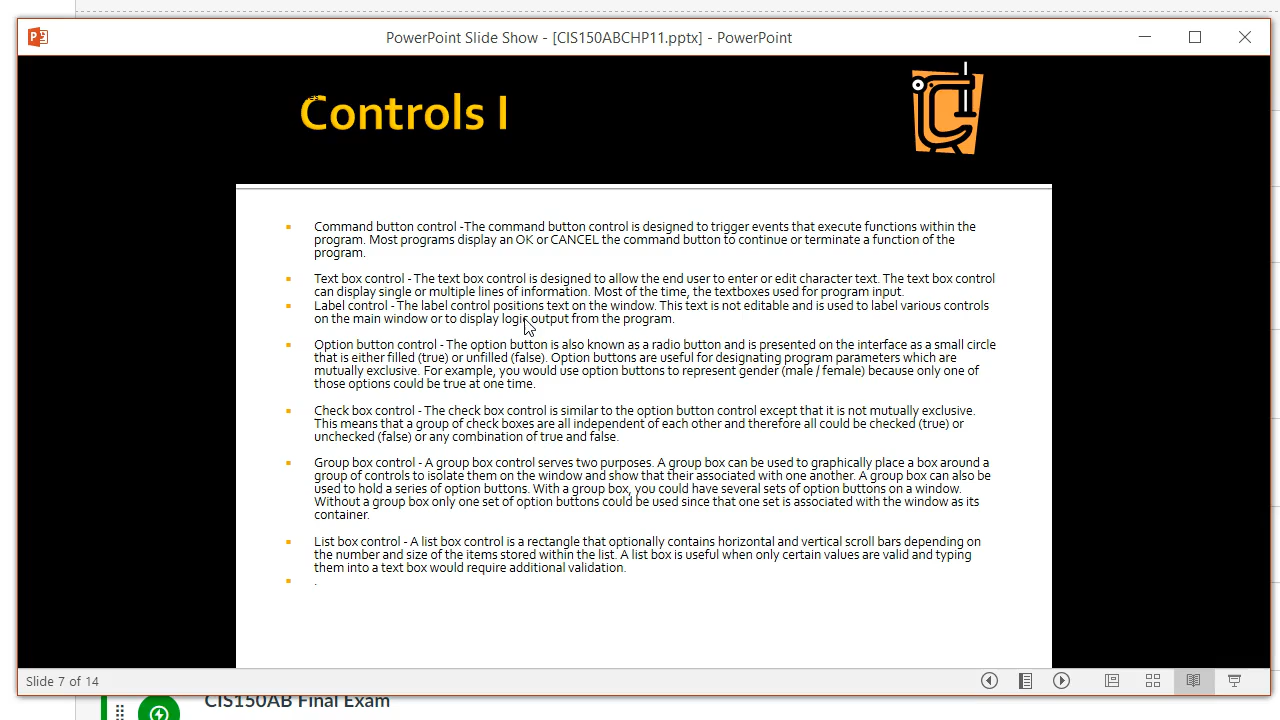 PowerPoint Slide Show - [CIS150ABCHP11.pptx] - PowerPoint
Controls I
Command button control -The command button control is designed to trigger events that execute functions within the
program. Most programs display an OK or CANCEL the command button to continue or terminate a function of the
program.
Text box control - The text box control is designed to allow the end user to enter or edit character text. The text box control
can display single or multiple lines of information. Most of the time, the textboxes used for program input.
Label control - The label control positions text on the window. This text is not editable and is used to label various controls
on the main window or to display logic output from the program.
Option button control - The option button is also known as a radio button and is presented on the interface as a small circle
that is either filled (true) or unfilled (false). Option buttons are useful for designating program parameters which are
mutually exclusive. For example, you would use option buttons to represent gender (male / female) because only one of
those options could be true at one time.
Check box control - The check box control is similar to the option button control except that it is not mutually exclusive.
This means that a group of check boxes are all independent of each other and therefore all could be checked (true) or
unchecked (false) or any combination of true and false.
Group box control - A group box control serves two purposes. A group box can be used to graphically place a box around a
group of controls to isolate them on the window and show that their associated with one another. A group box can also be
used to hold a series of option buttons. With a group box, you could have several sets of option buttons on a window.
Without a group box only one set of option buttons could be used since that one set is associated with the window as its
container.
List box control - A list box control is a rectangle that optionally contains horizontal and vertical scroll bars depending on
the number and size of the items stored within the list. A list box is useful when only certain values are valid and typing
them into a text box would require additional validation.
.
Slide 7 of 14
CIS150AB Final Exam